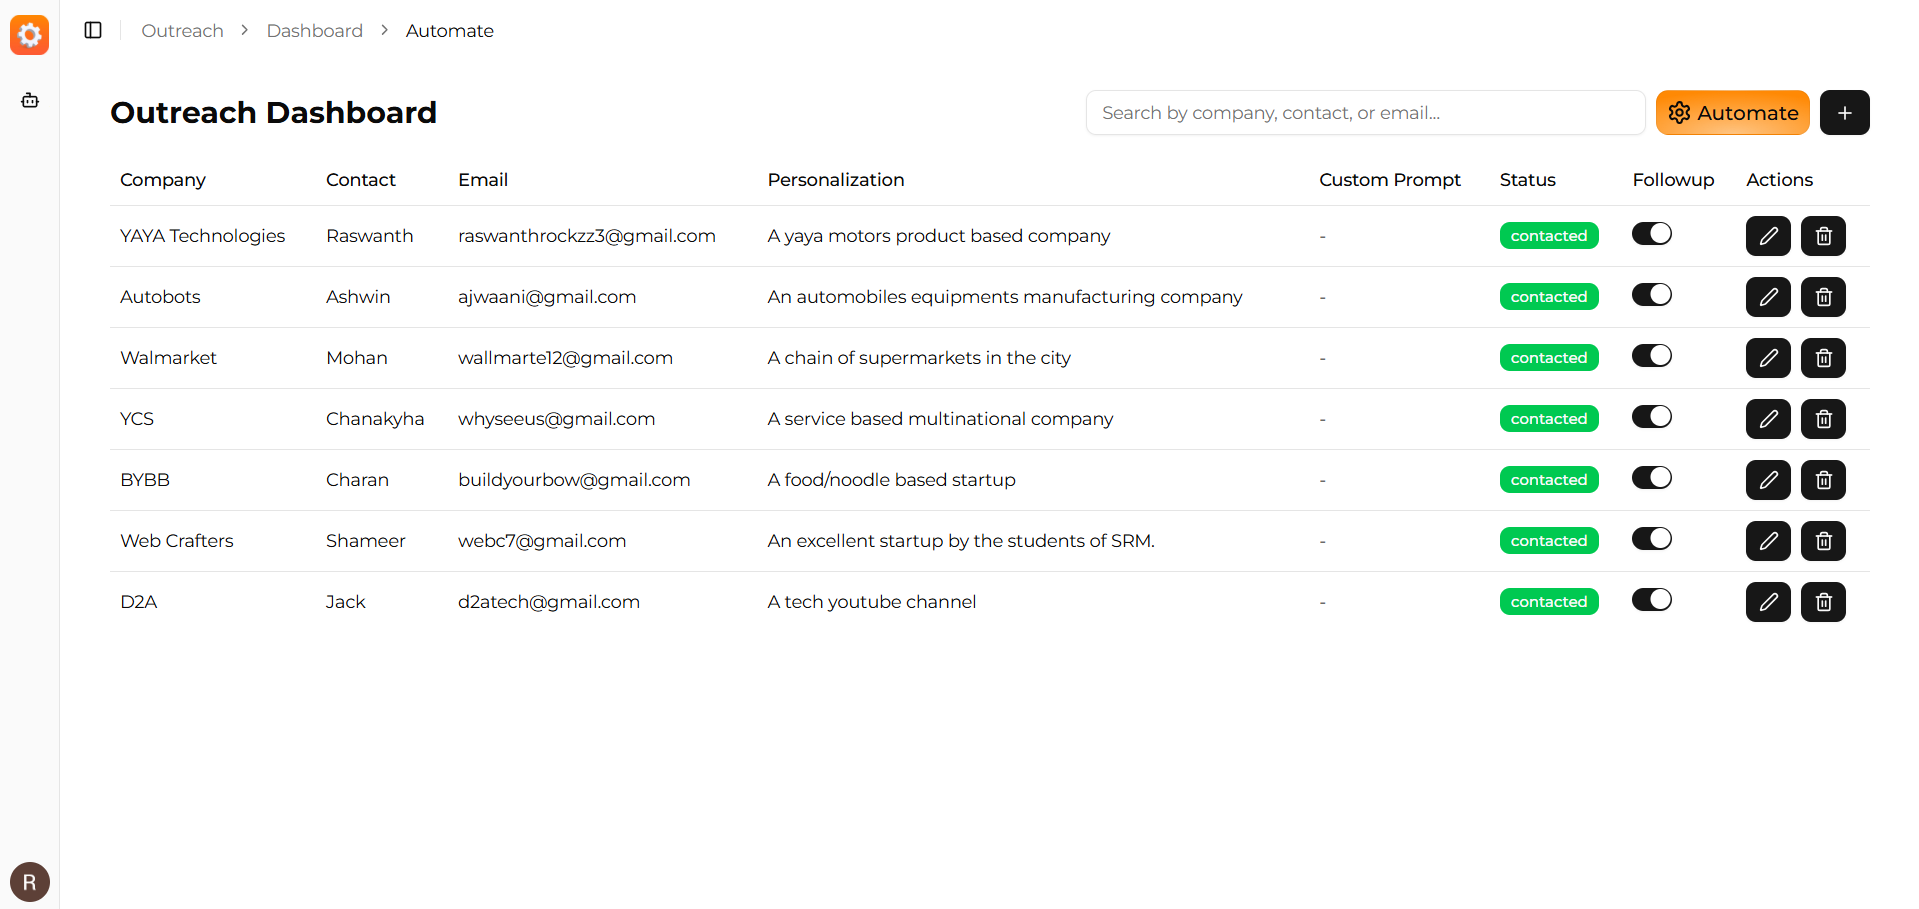 Outreach > Dashboard > Automate
Outreach Dashboard
Search by company, contact, or email...
Automate
+
Company Contact Email Personalization Custom Prompt Status Followup Actions
YAYA Technologies Raswanth raswanthrockzz3@gmail.com A yaya motors product based company - contacted
Autobots Ashwin ajwaani@gmail.com An automobiles equipments manufacturing company - contacted
Walmarket Mohan wallmarte12@gmail.com A chain of supermarkets in the city - contacted
YCS Chanakyha whyseeus@gmail.com A service based multinational company - contacted
BYBB Charan buildyourbow@gmail.com A food/noodle based startup - contacted
Web Crafters Shameer webc7@gmail.com An excellent startup by the students of SRM. - contacted
D2A Jack d2atech@gmail.com A tech youtube channel - contacted
R